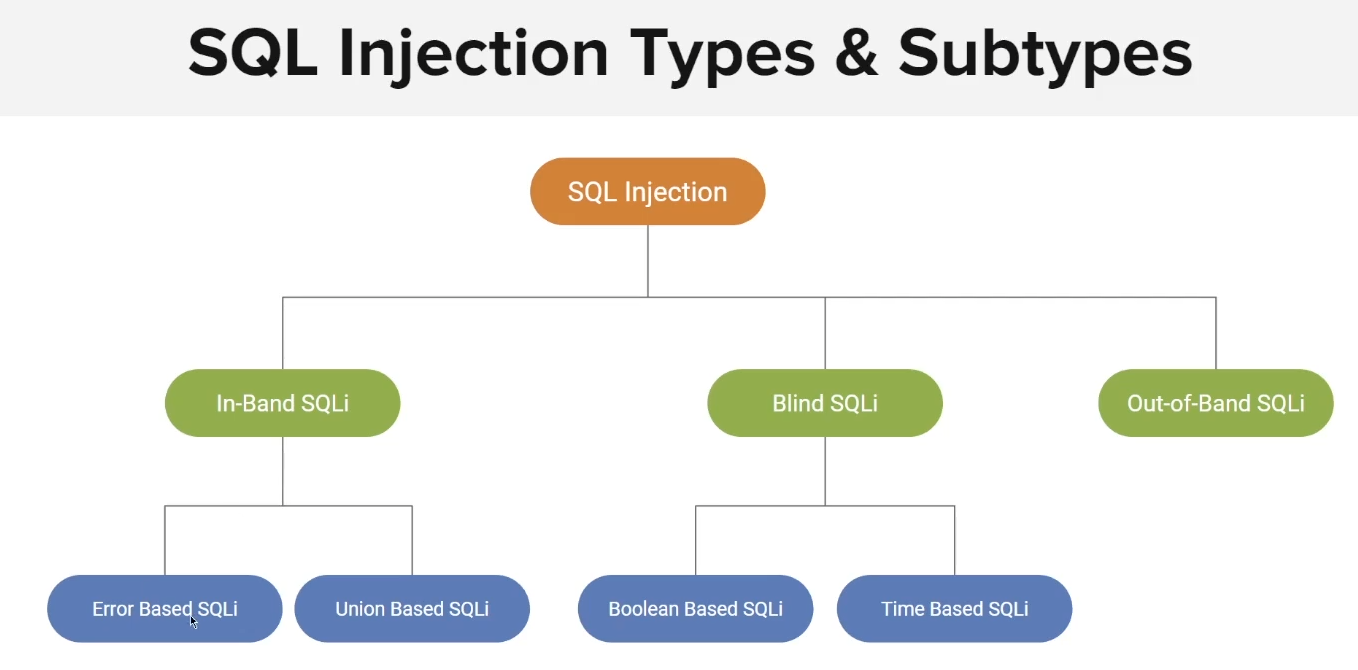 SQL Injection Types & Subtypes
SQL Injection
In-Band SQLi
Blind SQLi
Out-of-Band SQLi
Error Based SQLi
Union Based SQLi
Boolean Based SQLi
Time Based SQLi